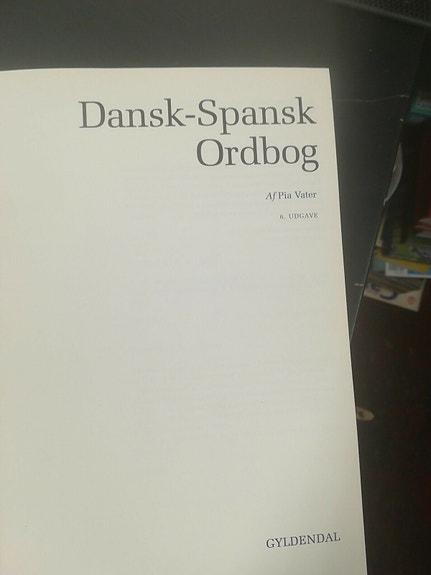 Dansk-Spansk
Ordbog
Af Pia Vater
6. UDGAVE
GYLDENDAL